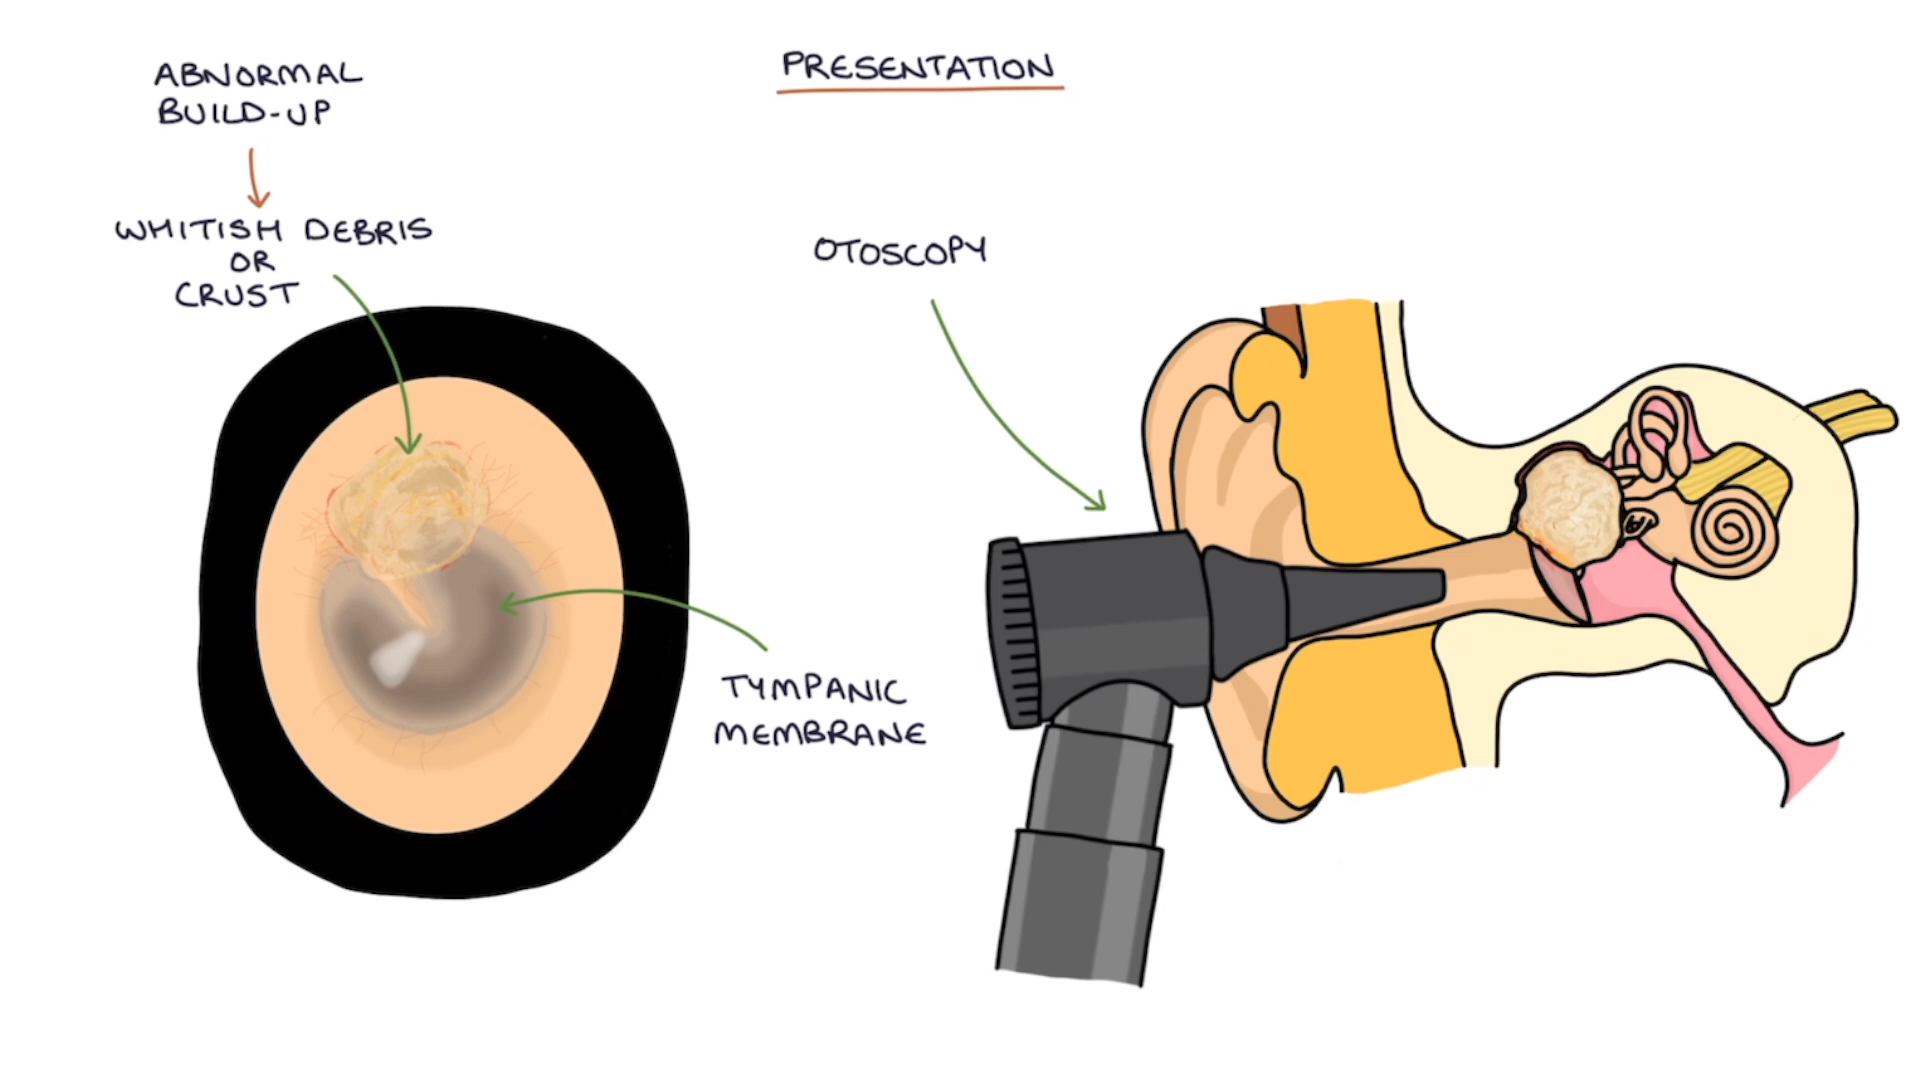 PRESENTATION
ABNORMAL
BUILD-UP
WHITISH DEBRIS
OR
CRUST
OTOSCOPY
TYMPANIC
MEMBRANE